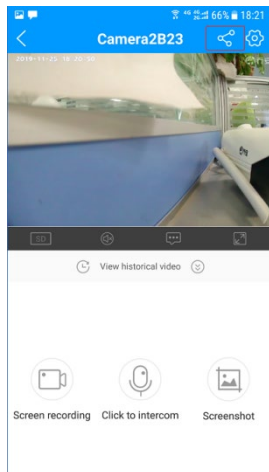 66% 18:21
Camera2B23
2018-11-25 18:20:58
SD
View historical video
Screen recording Click to intercom Screenshot